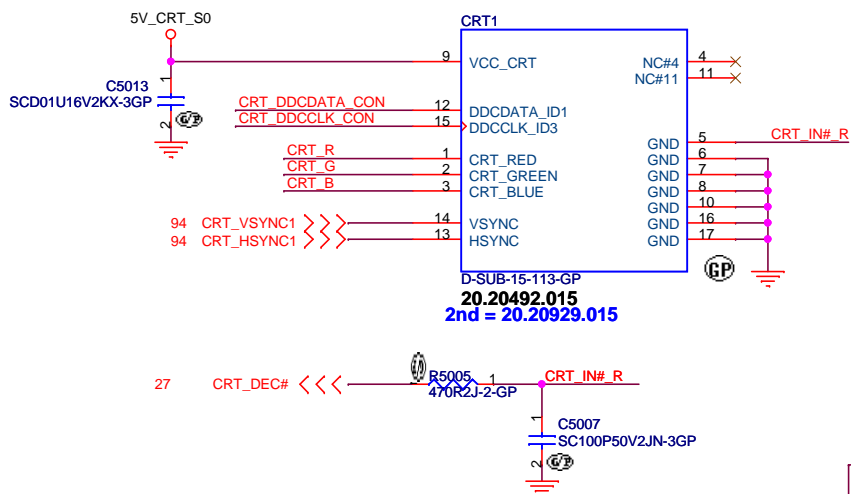 5V_CRT_S0
CRT1
9 VCC_CRT NC#4 4
NC#11 11
1 C5013
SCD01U16V2KX-3GP
2 G/P
CRT_DDCDATA_CON 12 DDCDATA_ID1
CRT_DDCCLK_CON 15 DDCCLK_ID3
GND 5 CRT_IN#_R
CRT_R 1 CRT_RED GND 6
CRT_G 2 CRT_GREEN GND 7
CRT_B 3 CRT_BLUE GND 8
GND 10
94 CRT_VSYNC1 14 VSYNC GND 16
94 CRT_HSYNC1 13 HSYNC GND 17
GP
D-SUB-15-113-GP
20.20492.015
2nd = 20.20929.015
27 CRT_DEC# R5005 1 CRT_IN#_R
470R2J-2-GP
1 C5007
SC100P50V2JN-3GP
2 G/P